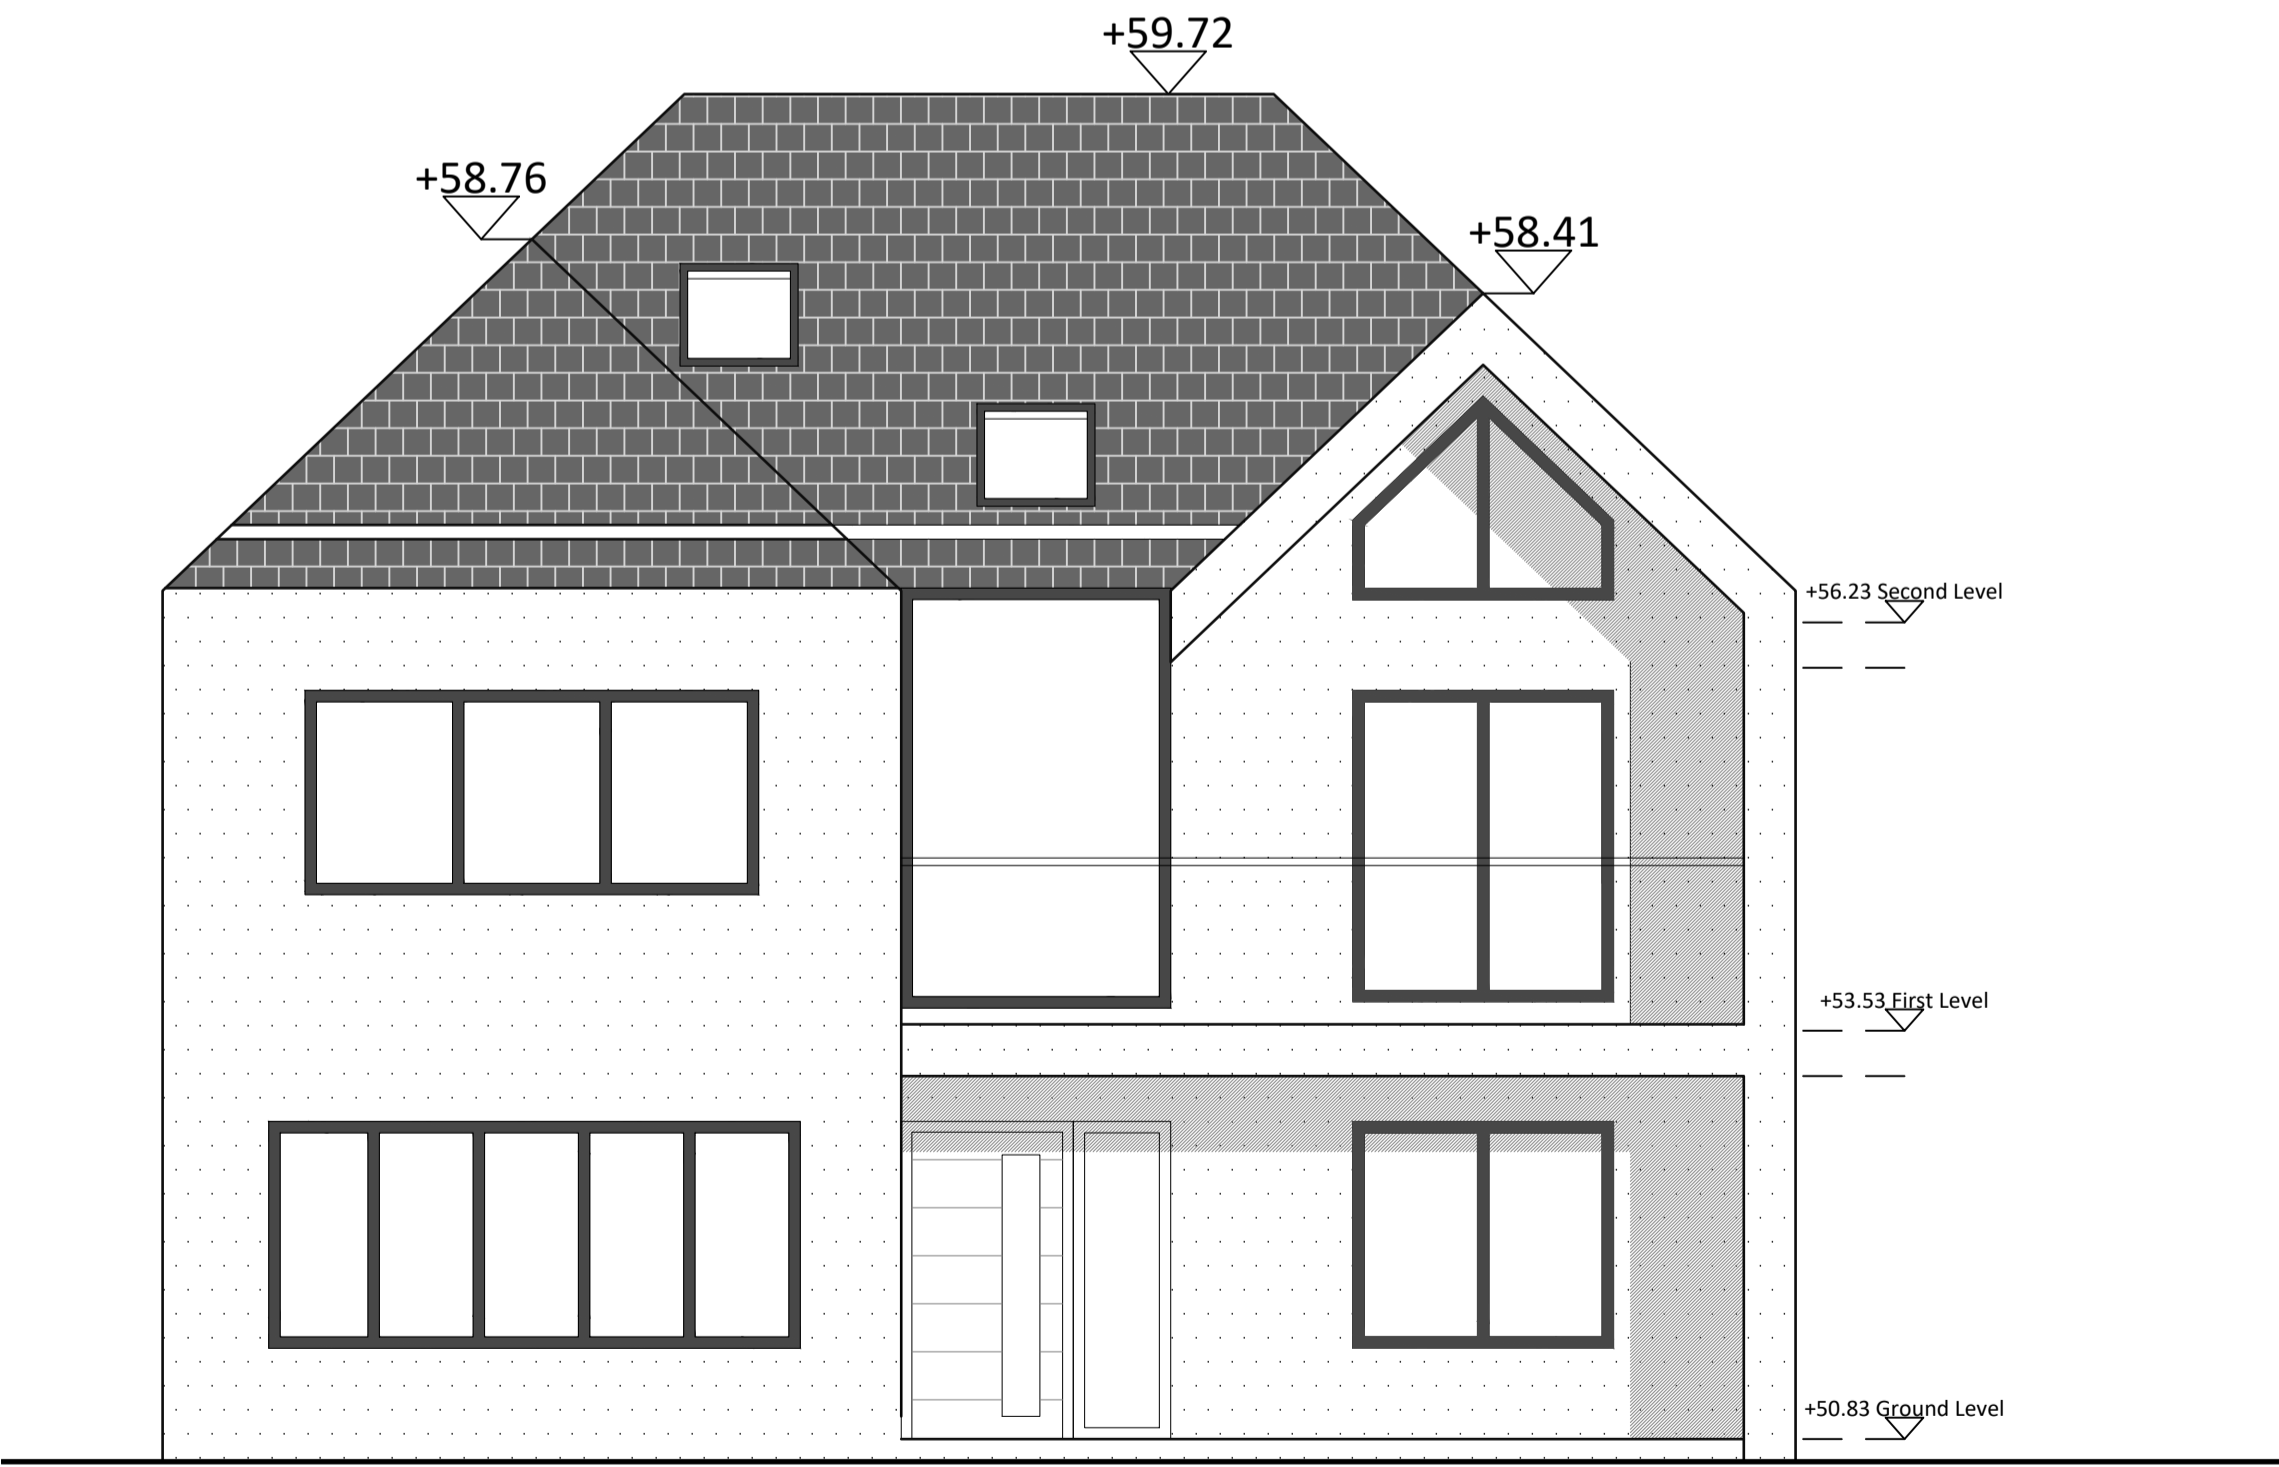 +59.72
+58.76
+58.41
+56.23 Second Level
+53.53 First Level
+50.83 Ground Level